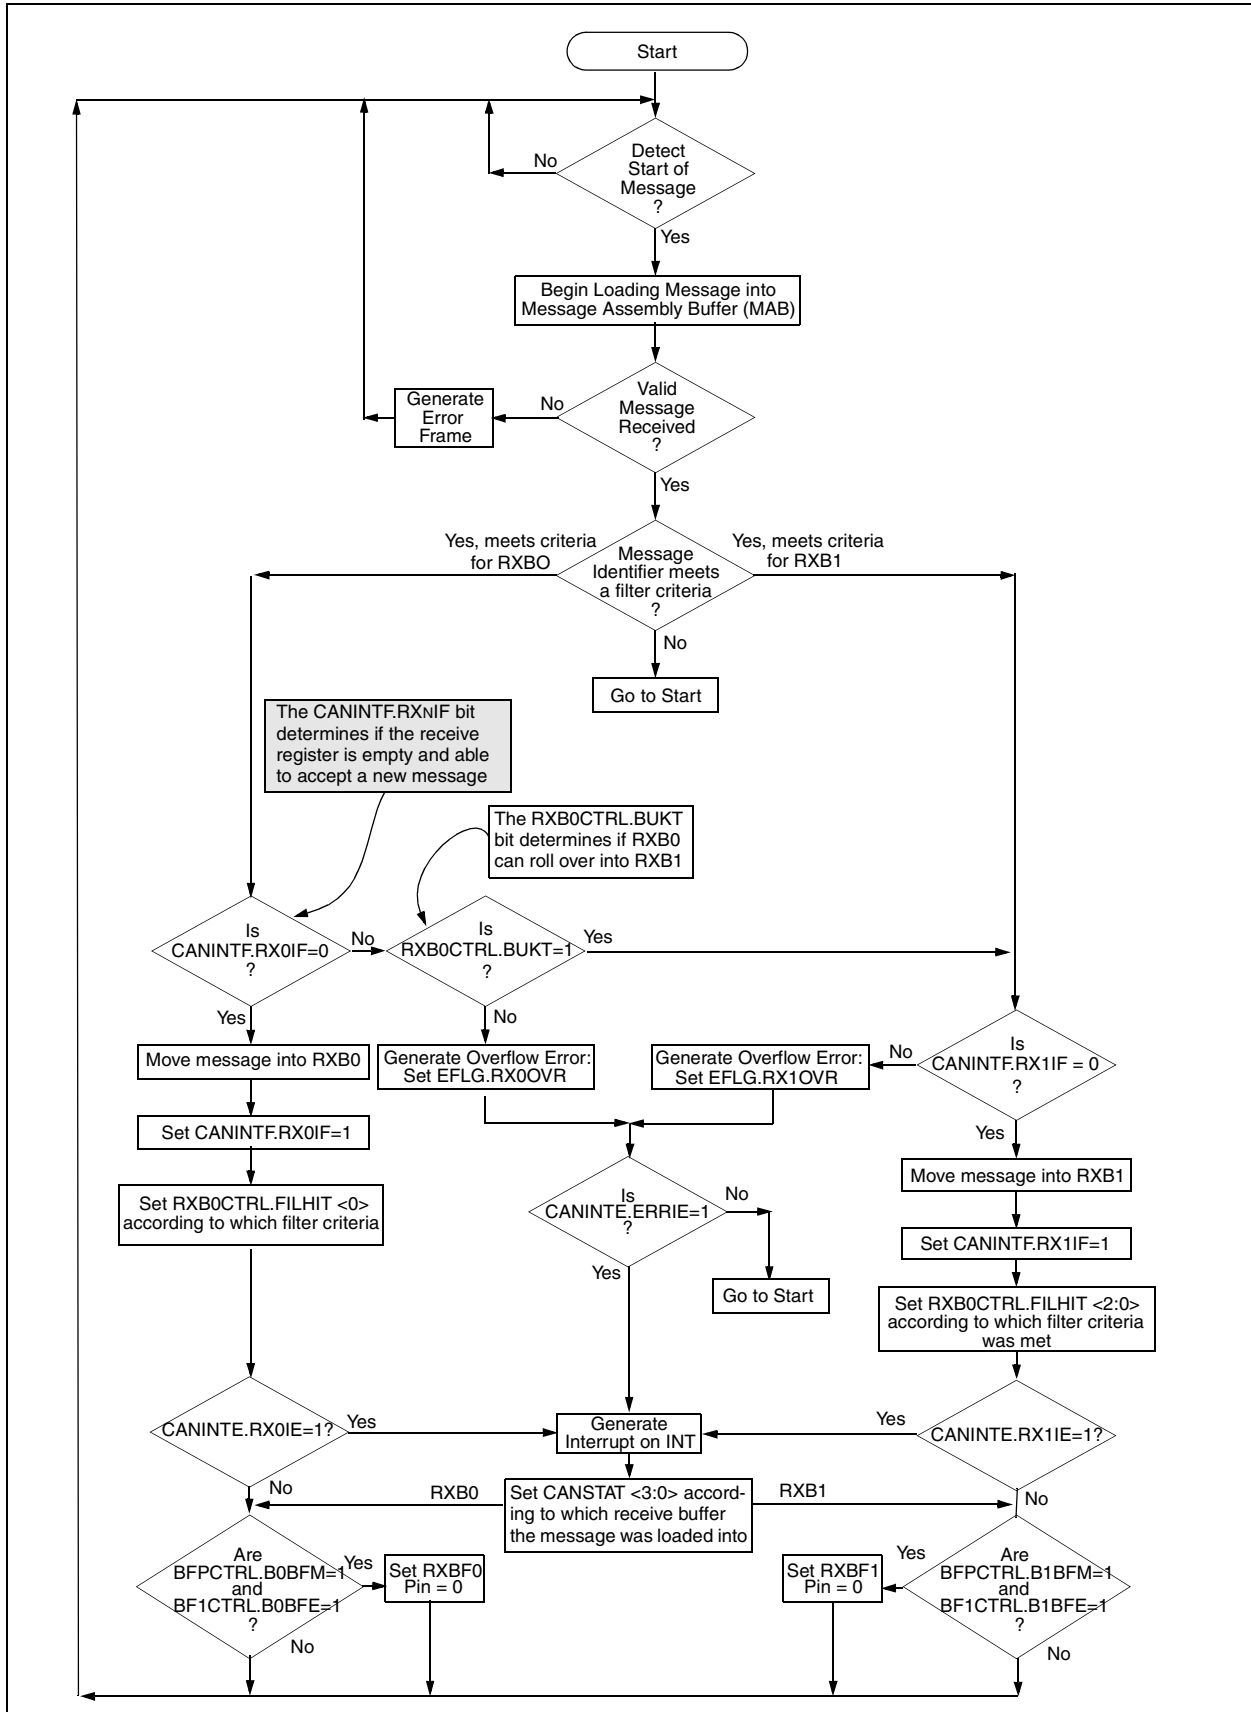 Start
Detect
Start of
Message
?
No
Yes
Begin Loading Message into
Message Assembly Buffer (MAB)
Valid
Message
Received
?
No
Generate
Error
Frame
Yes
Message
Identifier meets
a filter criteria
?
Yes, meets criteria
for RXBO
Yes, meets criteria
for RXB1
No
Go to Start
The CANINTF.RXNIF bit
determines if the receive
register is empty and able
to accept a new message
The RXB0CTRL.BUKT
bit determines if RXB0
can roll over into RXB1
Is
CANINTF.RX0IF=0
?
No
Is
RXB0CTRL.BUKT=1
?
Yes
Yes
No
Move message into RXB0
Generate Overflow Error:
Set EFLG.RX0OVR
Generate Overflow Error:
Set EFLG.RX1OVR
No
Is
CANINTF.RX1IF = 0
?
Set CANINTF.RX0IF=1
Yes
Move message into RXB1
Set RXB0CTRL.FILHIT <0>
according to which filter criteria
Is
CANINTE.ERRIE=1
?
No
Yes
Go to Start
Set CANINTF.RX1IF=1
Set RXB0CTRL.FILHIT <2:0>
according to which filter criteria
was met
CANINTE.RX0IE=1?
Yes
Generate
Interrupt on INT
Yes
CANINTE.RX1IE=1?
No
RXB0
Set CANSTAT <3:0> accord-
ing to which receive buffer
the message was loaded into
RXB1
No
Are
BFPCTRL.B0BFM=1
and
BF1CTRL.B0BFE=1
?
Yes
Set RXBF0
Pin = 0
No
Set RXBF1
Pin = 0
Yes
Are
BFPCTRL.B1BFM=1
and
BF1CTRL.B1BFE=1
?
No